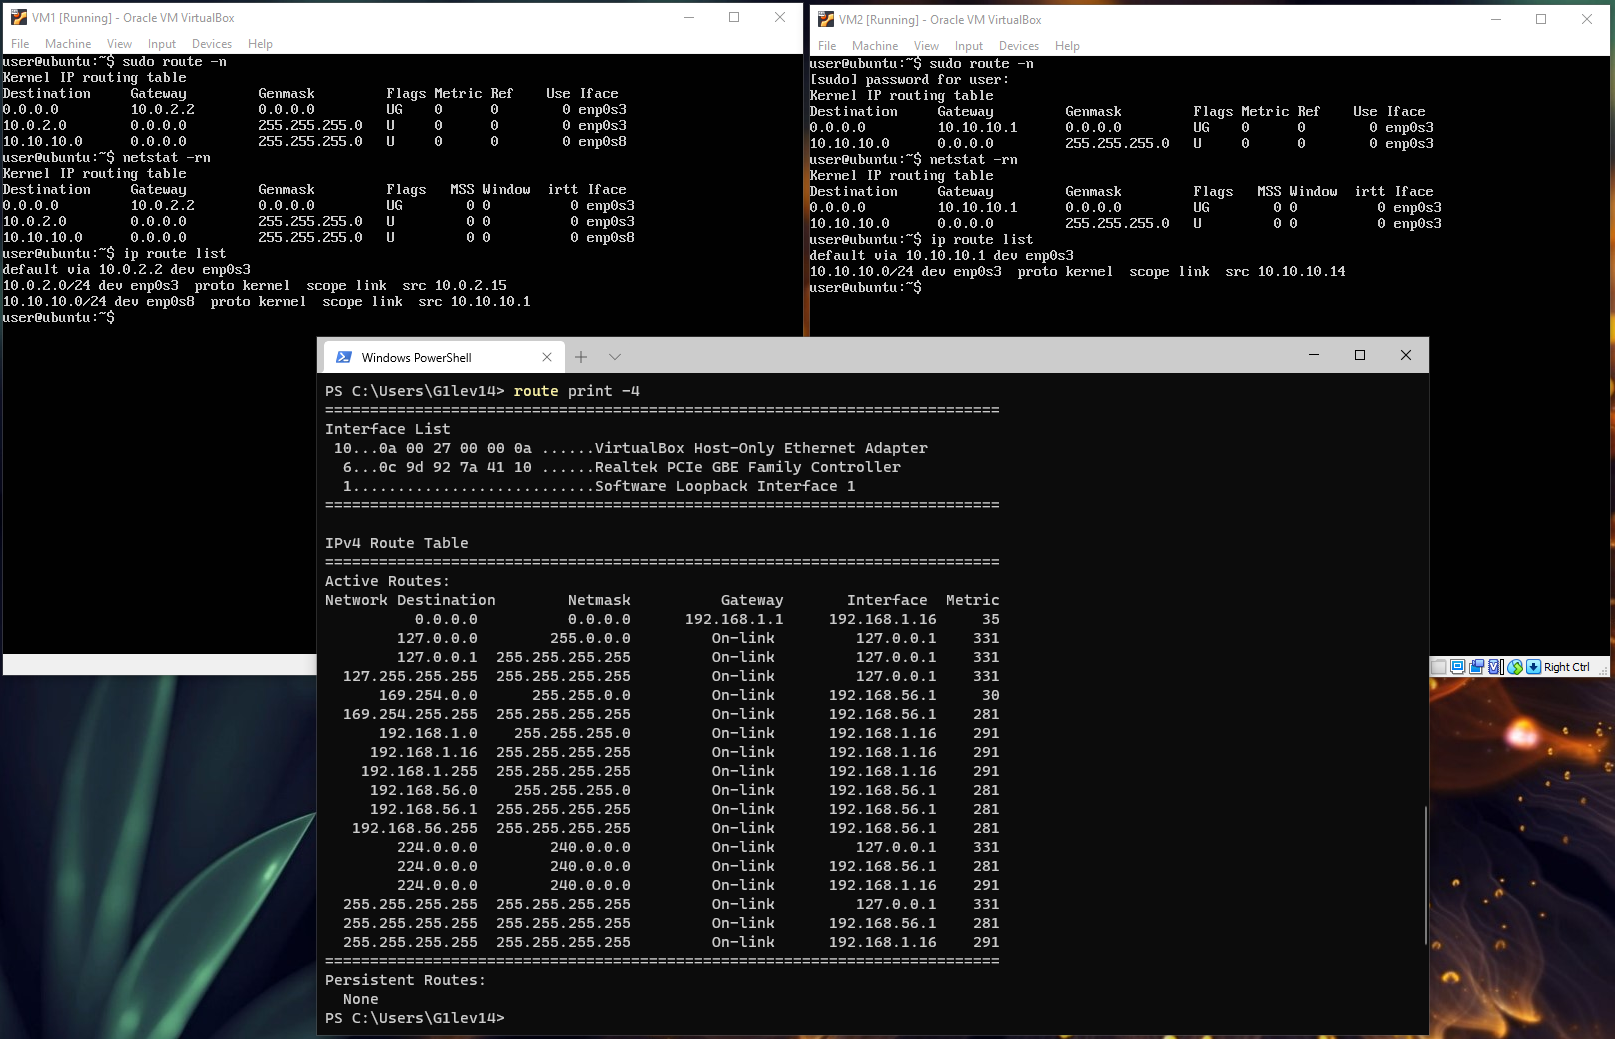 VM1 [Running] - Oracle VM VirtualBox
File Machine View Input Devices Help
user@ubuntu:~$ sudo route -n
Kernel IP routing table
Destination Gateway Genmask Flags Metric Ref Use Iface
0.0.0.0 10.0.2.2 0.0.0.0 UG 0 0 0 enp0s3
10.0.2.0 0.0.0.0 255.255.255.0 U 0 0 0 enp0s3
10.10.10.0 0.0.0.0 255.255.255.0 U 0 0 0 enp0s8
user@ubuntu:~$ netstat -rn
Kernel IP routing table
Destination Gateway Genmask Flags MSS Window irtt Iface
0.0.0.0 10.0.2.2 0.0.0.0 UG 0 0 0 enp0s3
10.0.2.0 0.0.0.0 255.255.255.0 U 0 0 0 enp0s3
10.10.10.0 0.0.0.0 255.255.255.0 U 0 0 0 enp0s8
user@ubuntu:~$ ip route list
default via 10.0.2.2 dev enp0s3
10.0.2.0/24 dev enp0s3 proto kernel scope link src 10.0.2.15
10.10.10.0/24 dev enp0s8 proto kernel scope link src 10.10.10.1
user@ubuntu:~$
VM2 [Running] - Oracle VM VirtualBox
File Machine View Input Devices Help
user@ubuntu:~$ sudo route -n
[sudo] password for user:
Kernel IP routing table
Destination Gateway Genmask Flags Metric Ref Use Iface
0.0.0.0 10.10.10.1 0.0.0.0 UG 0 0 0 enp0s3
10.10.10.0 0.0.0.0 255.255.255.0 U 0 0 0 enp0s3
user@ubuntu:~$ netstat -rn
Kernel IP routing table
Destination Gateway Genmask Flags MSS Window irtt Iface
0.0.0.0 10.10.10.1 0.0.0.0 UG 0 0 0 enp0s3
10.10.10.0 0.0.0.0 255.255.255.0 U 0 0 0 enp0s3
user@ubuntu:~$ ip route list
default via 10.10.10.1 dev enp0s3
10.10.10.0/24 dev enp0s3 proto kernel scope link src 10.10.10.14
user@ubuntu:~$
Right Ctrl
Windows PowerShell
PS C:\Users\G1lev14> route print -4
===========================================================================
Interface List
10...0a 00 27 00 00 0a ......VirtualBox Host-Only Ethernet Adapter
6...0c 9d 92 7a 41 10 ......Realtek PCIe GBE Family Controller
1...........................Software Loopback Interface 1
===========================================================================
IPv4 Route Table
===========================================================================
Active Routes:
Network Destination Netmask Gateway Interface Metric
0.0.0.0 0.0.0.0 192.168.1.1 192.168.1.16 35
127.0.0.0 255.0.0.0 On-link 127.0.0.1 331
127.0.0.1 255.255.255.255 On-link 127.0.0.1 331
127.255.255.255 255.255.255.255 On-link 127.0.0.1 331
169.254.0.0 255.255.0.0 On-link 192.168.56.1 30
169.254.255.255 255.255.255.255 On-link 192.168.56.1 281
192.168.1.0 255.255.255.0 On-link 192.168.1.16 291
192.168.1.16 255.255.255.255 On-link 192.168.1.16 291
192.168.1.255 255.255.255.255 On-link 192.168.1.16 291
192.168.56.0 255.255.255.0 On-link 192.168.56.1 281
192.168.56.1 255.255.255.255 On-link 192.168.56.1 281
192.168.56.255 255.255.255.255 On-link 192.168.56.1 281
224.0.0.0 240.0.0.0 On-link 127.0.0.1 331
224.0.0.0 240.0.0.0 On-link 192.168.56.1 281
224.0.0.0 240.0.0.0 On-link 192.168.1.16 291
255.255.255.255 255.255.255.255 On-link 127.0.0.1 331
255.255.255.255 255.255.255.255 On-link 192.168.56.1 281
255.255.255.255 255.255.255.255 On-link 192.168.1.16 291
===========================================================================
Persistent Routes:
None
PS C:\Users\G1lev14>